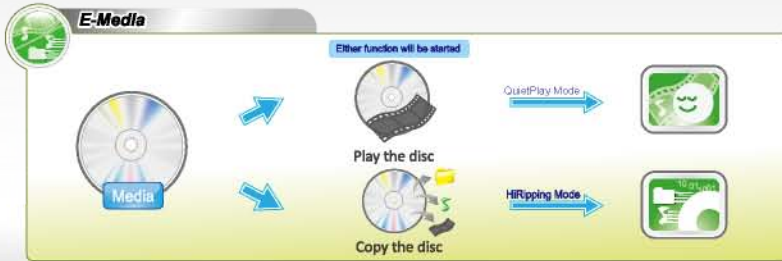 E-Media
Either function will be started
Media
Play the disc
QuietPlay Mode
Copy the disc
HiRipping Mode